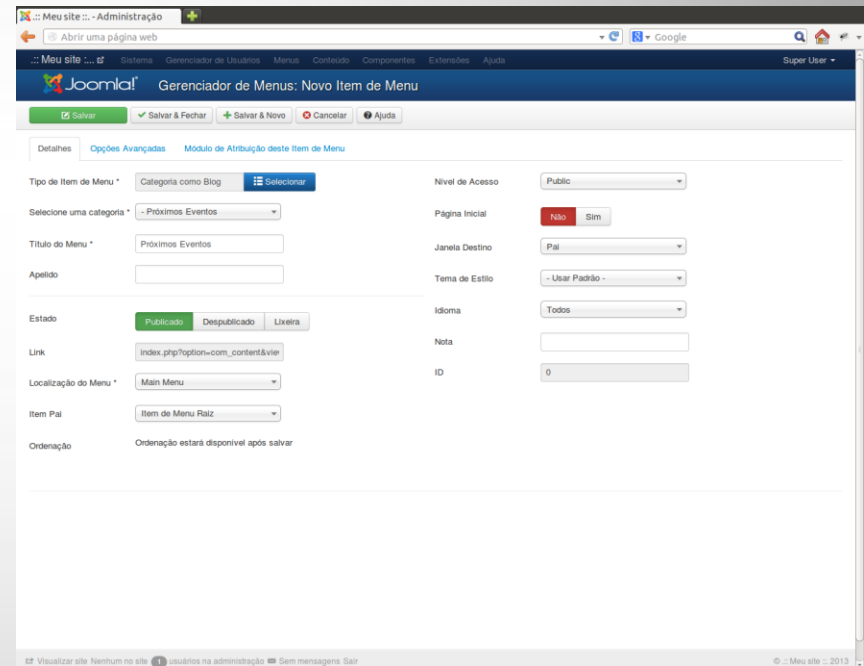 .:: Meu site ::. - Administração
Abrir uma página web
Google
.:: Meu site :...
Sistema Gerenciador de Usuários Menus Conteúdo Componentes Extensões Ajuda
Super User
Joomla!
Gerenciador de Menus: Novo Item de Menu
Salvar
Salvar & Fechar
Salvar & Novo
Cancelar
Ajuda
Detalhes
Opções Avançadas
Módulo de Atribuição deste Item de Menu
Tipo de Item de Menu *
Categoria como Blog
Selecionar
Selecione uma categoria *
- Próximos Eventos
Título do Menu *
Próximos Eventos
Apelido
Estado
Publicado
Despublicado
Lixeira
Link
index.php?option=com_content&vie
Localização do Menu *
Main Menu
Item Pai
Item de Menu Raiz
Ordenação
Ordenação estará disponível após salvar
Nível de Acesso
Public
Página Inicial
Não
Sim
Janela Destino
Pai
Tema de Estilo
- Usar Padrão -
Idioma
Todos
Nota
ID
0
Visualizar site Nenhum no site 1 usuários na administração Sem mensagens Sair
© .:: Meu site ::. 2013